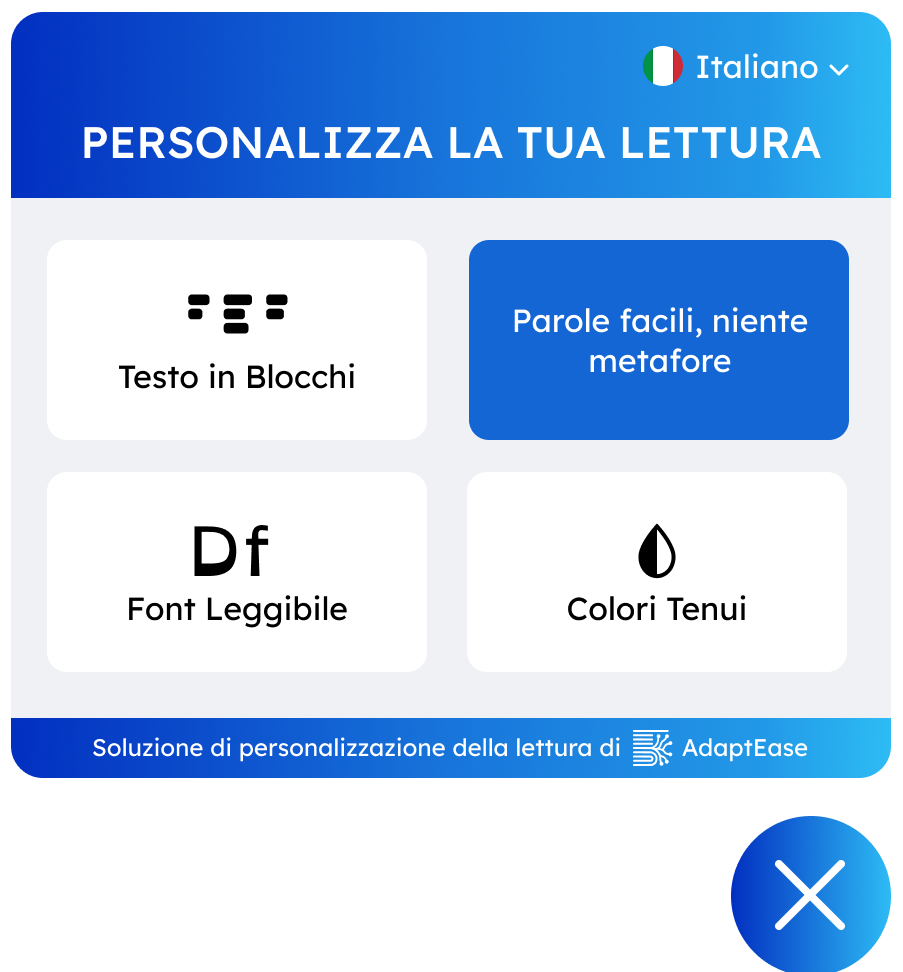 Italiano
PERSONALIZZA LA TUA LETTURA
Testo in Blocchi
Parole facili, niente
metafore
Df
Font Leggibile
Colori Tenui
Soluzione di personalizzazione della lettura di AdaptEase